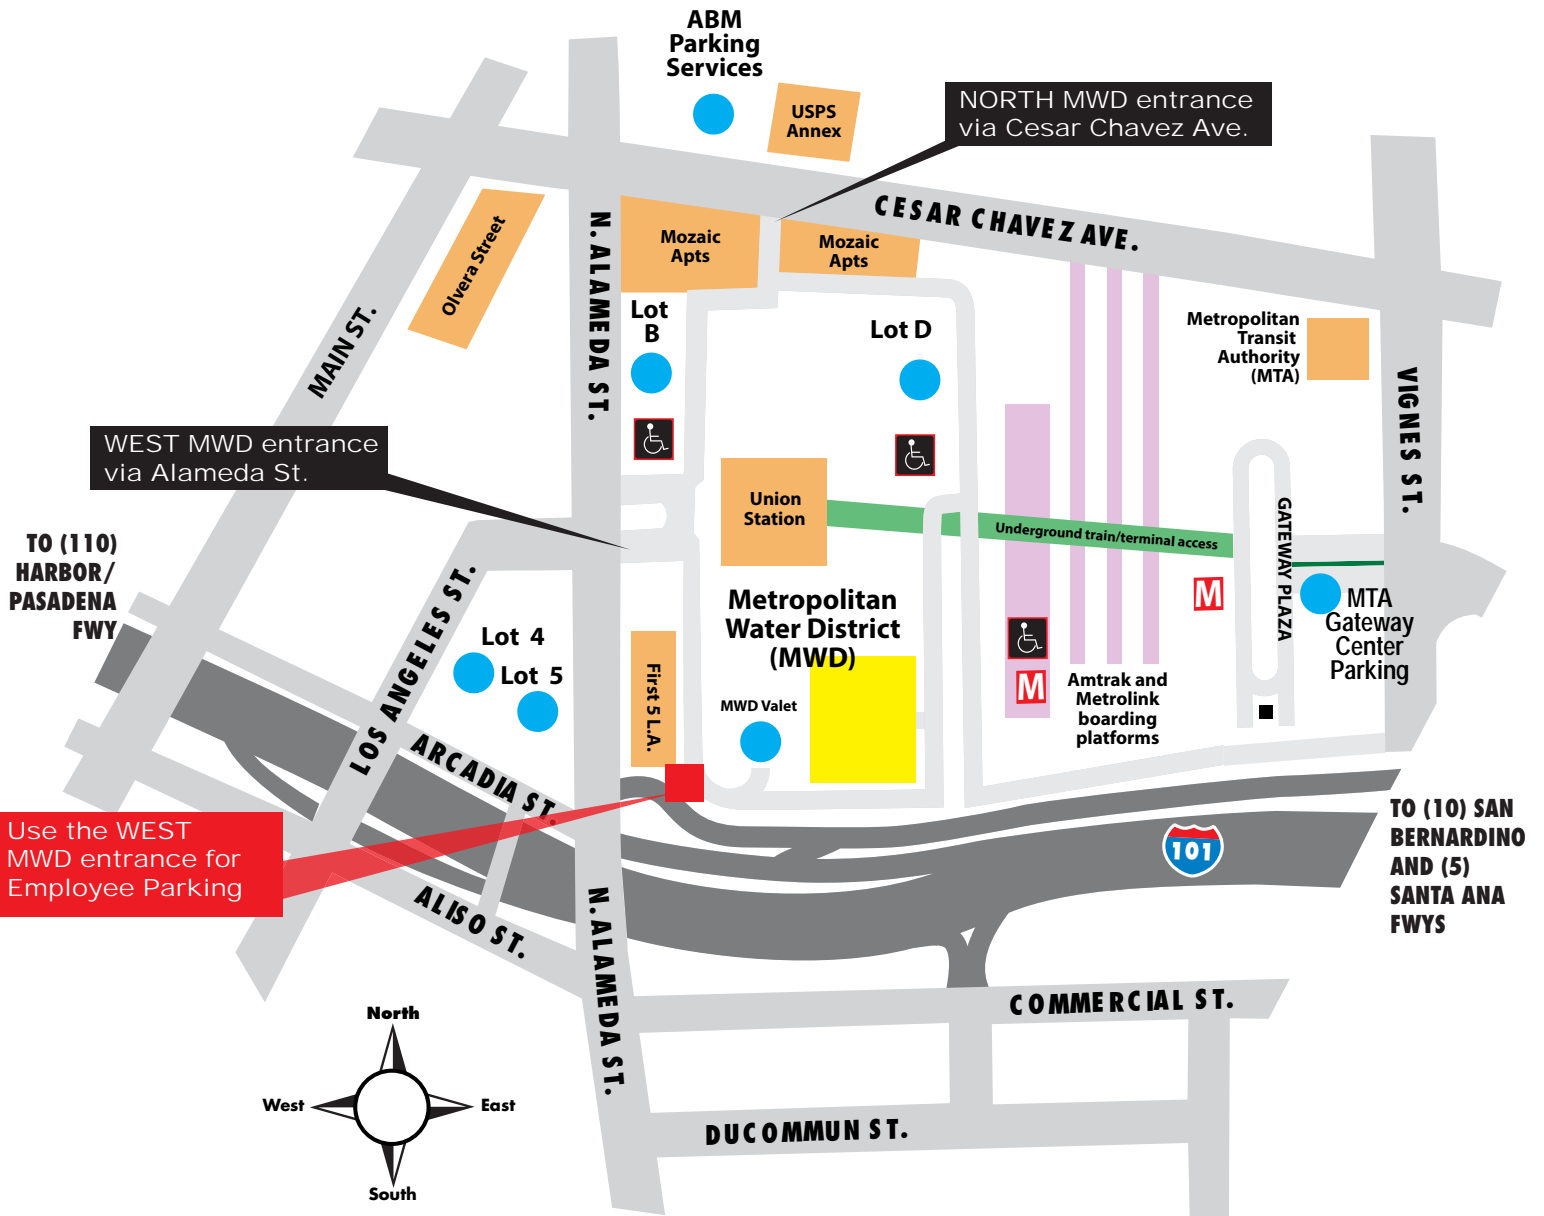 ABM
Parking
Services
USPS
Annex
NORTH MWD entrance
via Cesar Chavez Ave.
CESAR CHAVEZ AVE.
Olvera Street
N. ALAMEDA ST.
Mozaic
Apts
Mozaic
Apts
MAIN ST.
Lot
B
Lot D
Metropolitan
Transit
Authority
(MTA)
VIGNES ST.
WEST MWD entrance
via Alameda St.
Union
Station
Underground train/terminal access
GATEWAY PLAZA
TO (110)
HARBOR/
PASADENA
FWY
LOS ANGELES ST.
Metropolitan
Water District
(MWD)
M
MTA
Gateway
Center
Parking
Lot 4
Lot 5
First 5 L.A.
MWD Valet
M
Amtrak and
Metrolink
boarding
platforms
ARCADIA ST.
Use the WEST
MWD entrance for
Employee Parking
101
TO (10) SAN
BERNARDINO
AND (5)
SANTA ANA
FWYS
ALISO ST.
N. ALAMEDA ST.
COMMERCIAL ST.
North
West
East
South
DUCOMMUN ST.